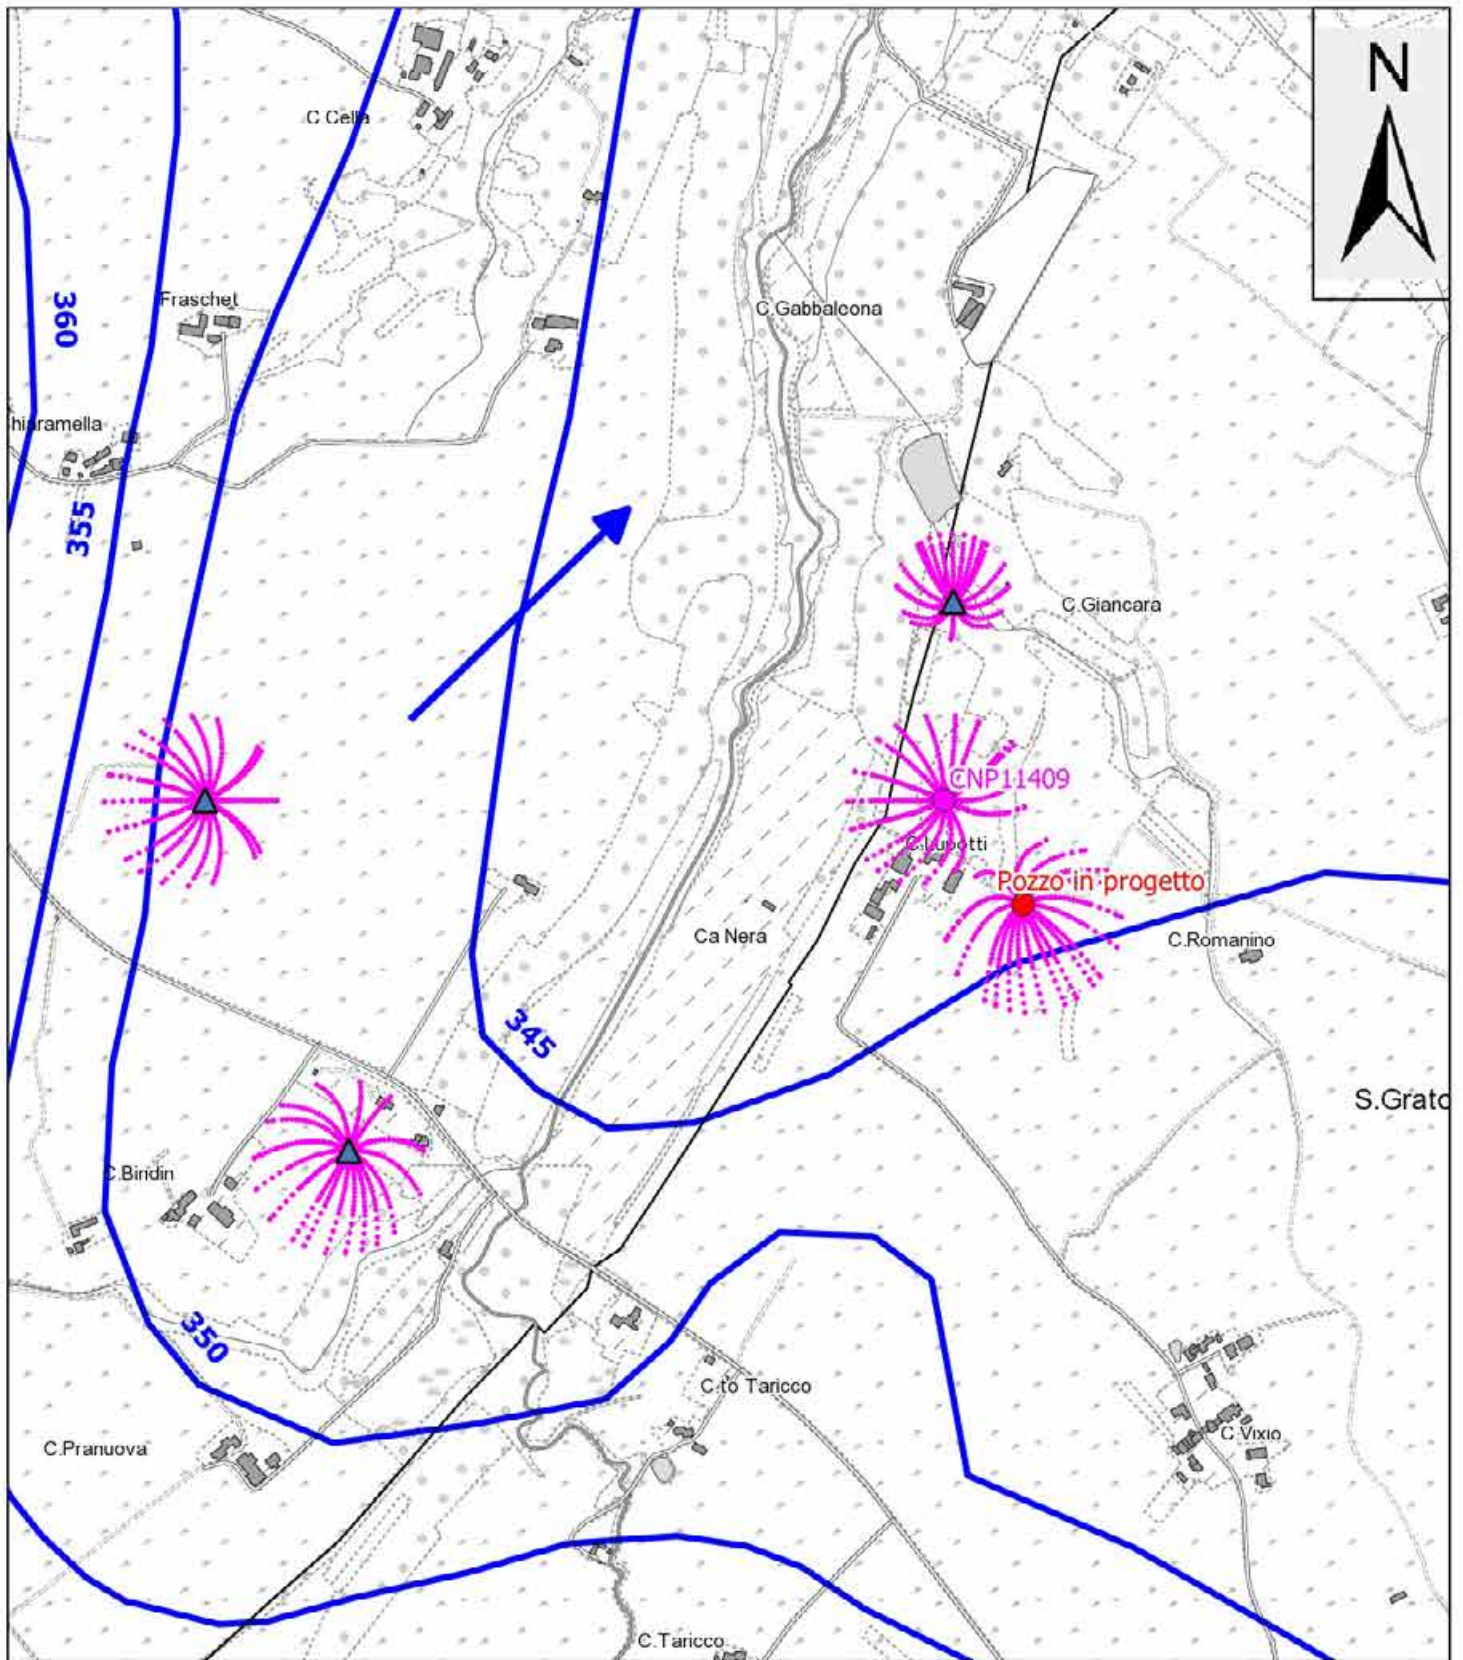 N
C.Cella
Fraschet
360
C.Gabbalcona
hiaramella
355
C.Giancara
CNP11409
C.Lupotti
Pozzo in progetto
Ca Nera
C.Romanino
345
S.Grato
C.Biridin
350
C.to Taricco
C.Pranuova
C.Vixio
C.Taricco